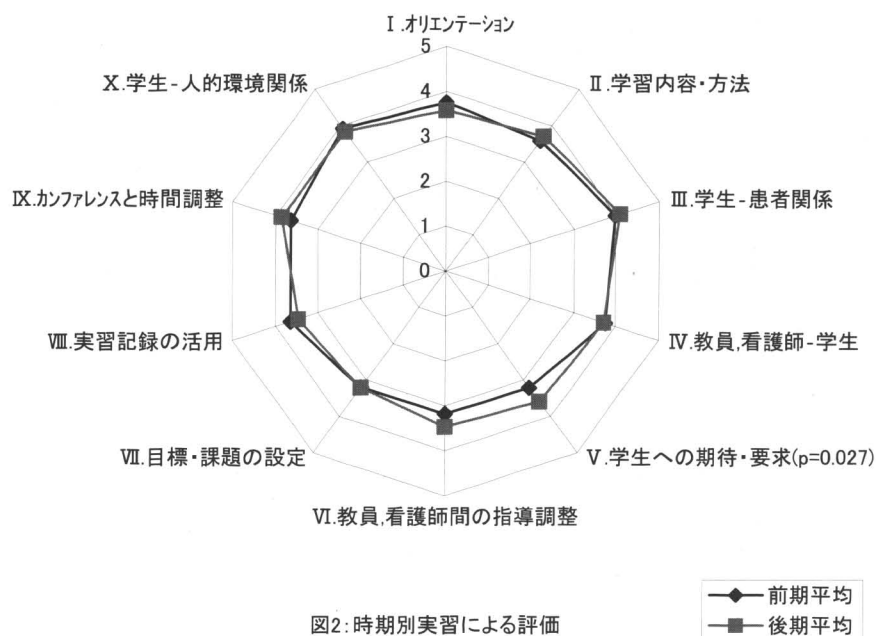 Ⅰ.オリエンテーション
Ⅱ.学習内容・方法
Ⅲ.学生-患者関係
Ⅳ.教員,看護師-学生
Ⅴ.学生への期待・要求(p=0.027)
Ⅵ.教員,看護師間の指導調整
Ⅶ.目標・課題の設定
Ⅷ.実習記録の活用
Ⅸ.カンファレンスと時間調整
Ⅹ.学生-人的環境関係
5
4
3
2
1
0
前期平均
後期平均
図2:時期別実習による評価